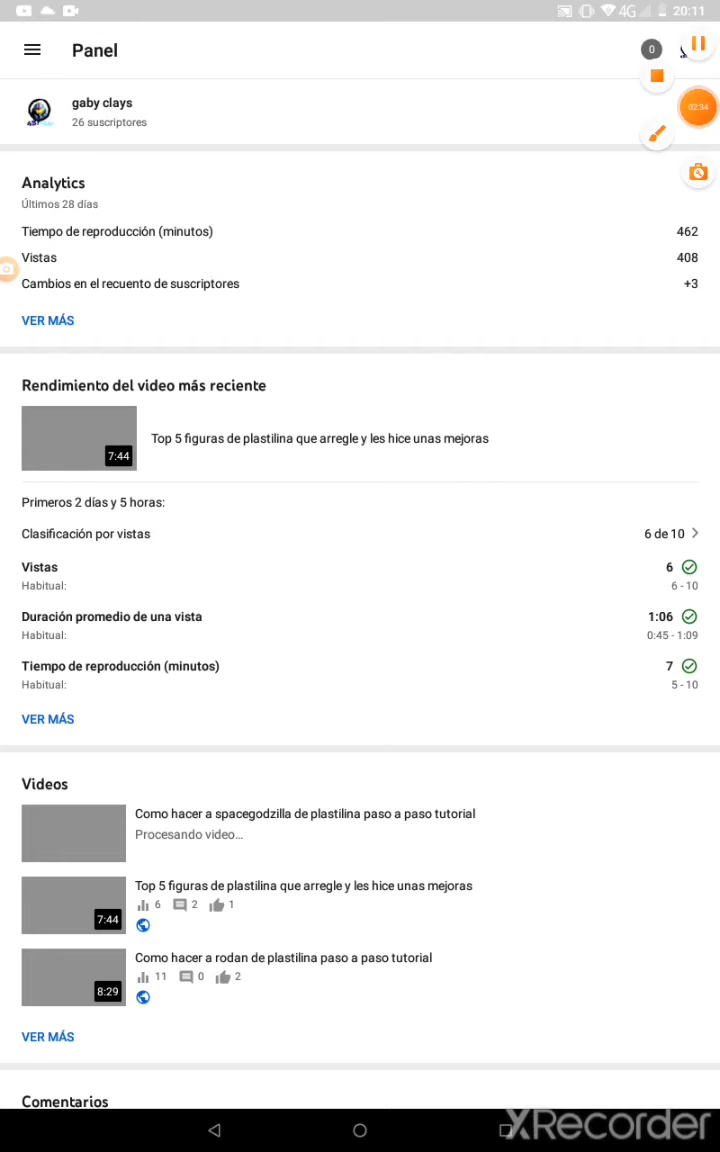 4G 20:11
Panel
0
gaby clays
26 suscriptores
02:34
Analytics
Últimos 28 días
Tiempo de reproducción (minutos) 462
Vistas 408
Cambios en el recuento de suscriptores +3
VER MÁS
Rendimiento del video más reciente
7:44
Top 5 figuras de plastilina que arregle y les hice unas mejoras
Primeros 2 días y 5 horas:
Clasificación por vistas 6 de 10
Vistas 6
Habitual: 6 - 10
Duración promedio de una vista 1:06
Habitual: 0:45 - 1:09
Tiempo de reproducción (minutos) 7
Habitual: 5 - 10
VER MÁS
Videos
Como hacer a spacegodzilla de plastilina paso a paso tutorial
Procesando video...
Top 5 figuras de plastilina que arregle y les hice unas mejoras
6 2 1
7:44
Como hacer a rodan de plastilina paso a paso tutorial
11 0 2
8:29
VER MÁS
Comentarios
XRecorder